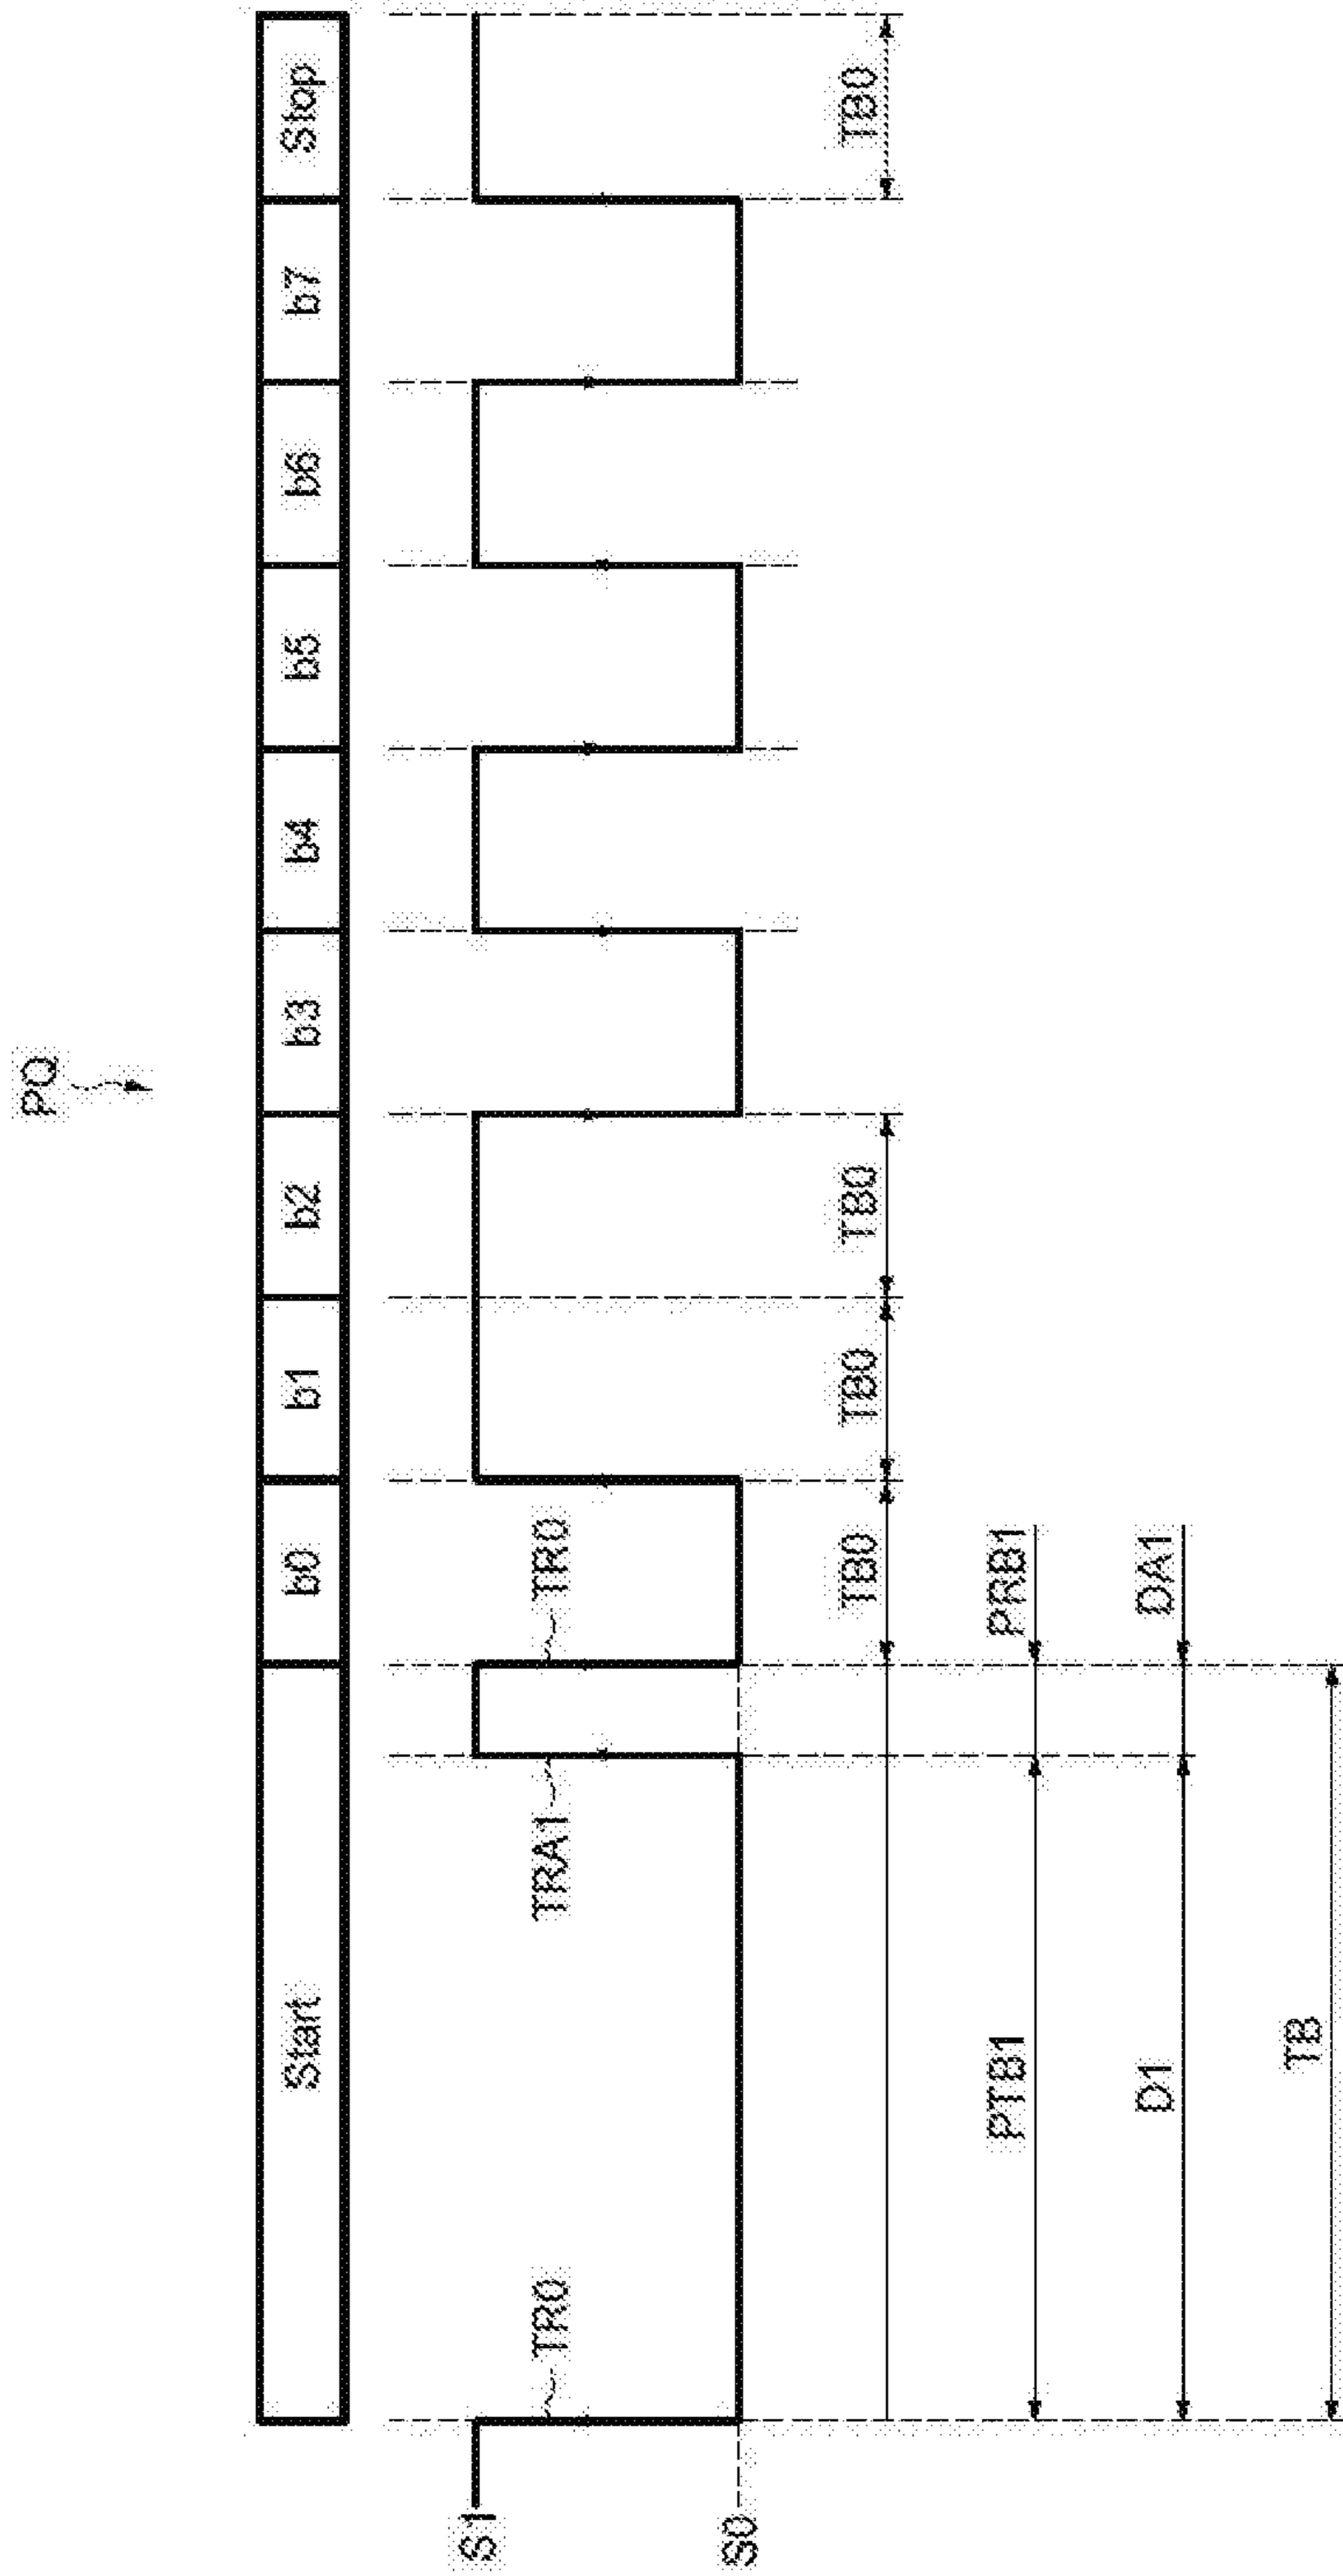 PQ
Start b0 b1 b2 b3 b4 b5 b6 b7 Stop
S1
TR0 TRA1 TR0
S0
TB0 TB0 TB0 TB0
PTB1 PRB1
D1 DA1
TB